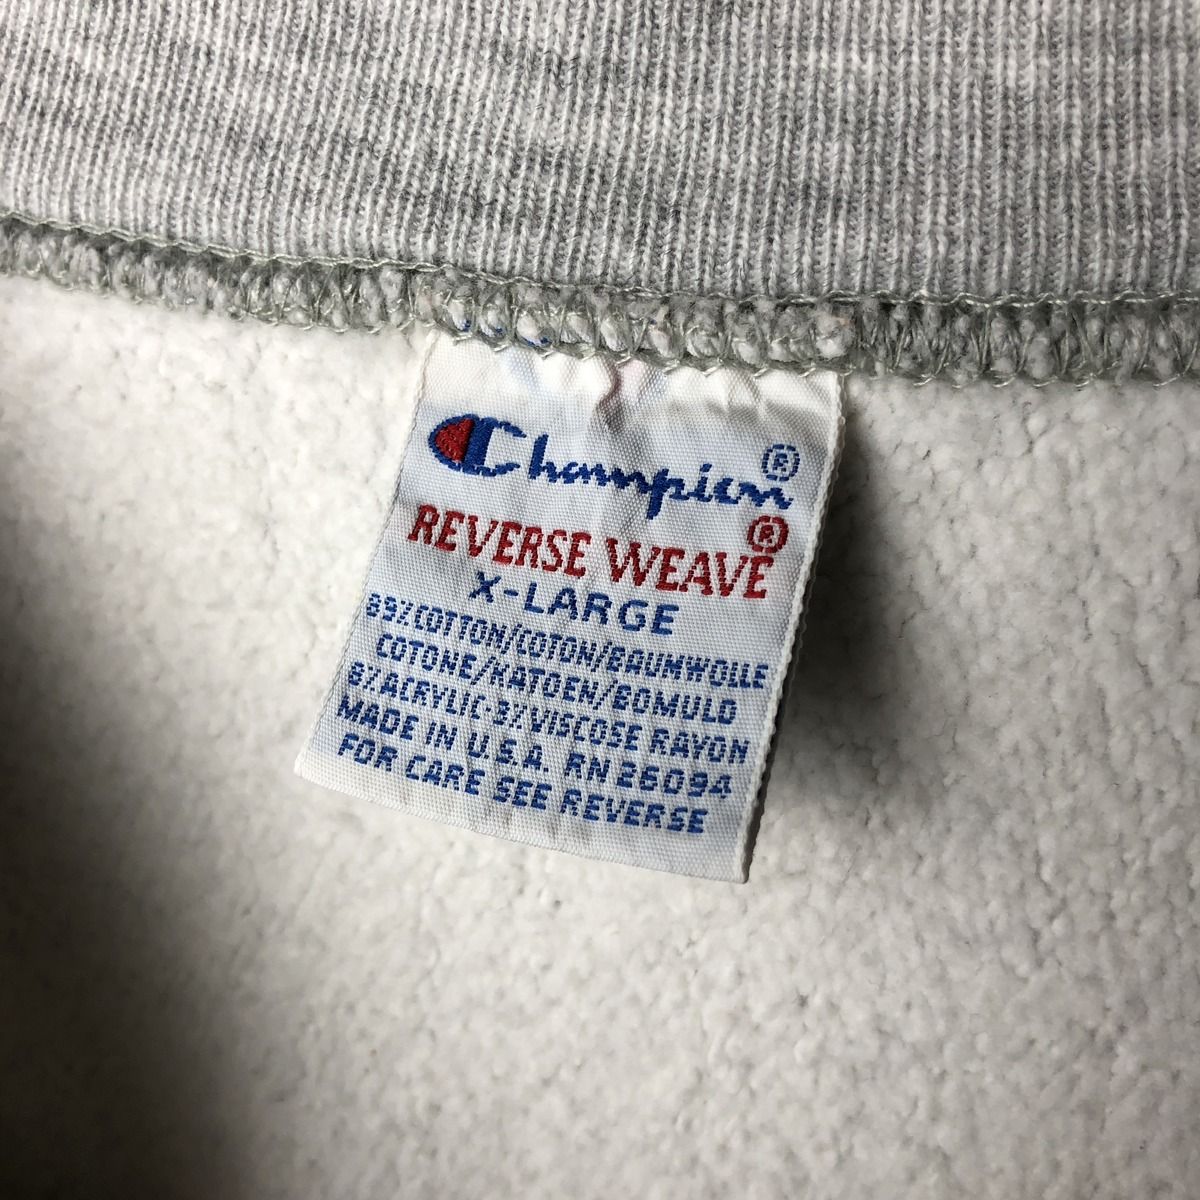 Champion®
REVERSE WEAVE®
X-LARGE
89% COTTON/COTON/BAUMWOLLE
COTONE/KATOEN/BOMULD
8% ACRYLIC-3% VISCOSE RAYON
MADE IN U.S.A. RN 26094
FOR CARE SEE REVERSE